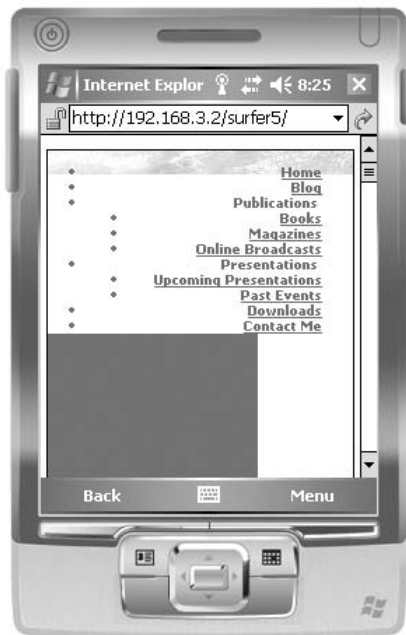 Internet Explor 8:25
http://192.168.3.2/surfer5/
Home
Blog
Publications
Books
Magazines
Online Broadcasts
Presentations
Upcoming Presentations
Past Events
Downloads
Contact Me
Back Menu